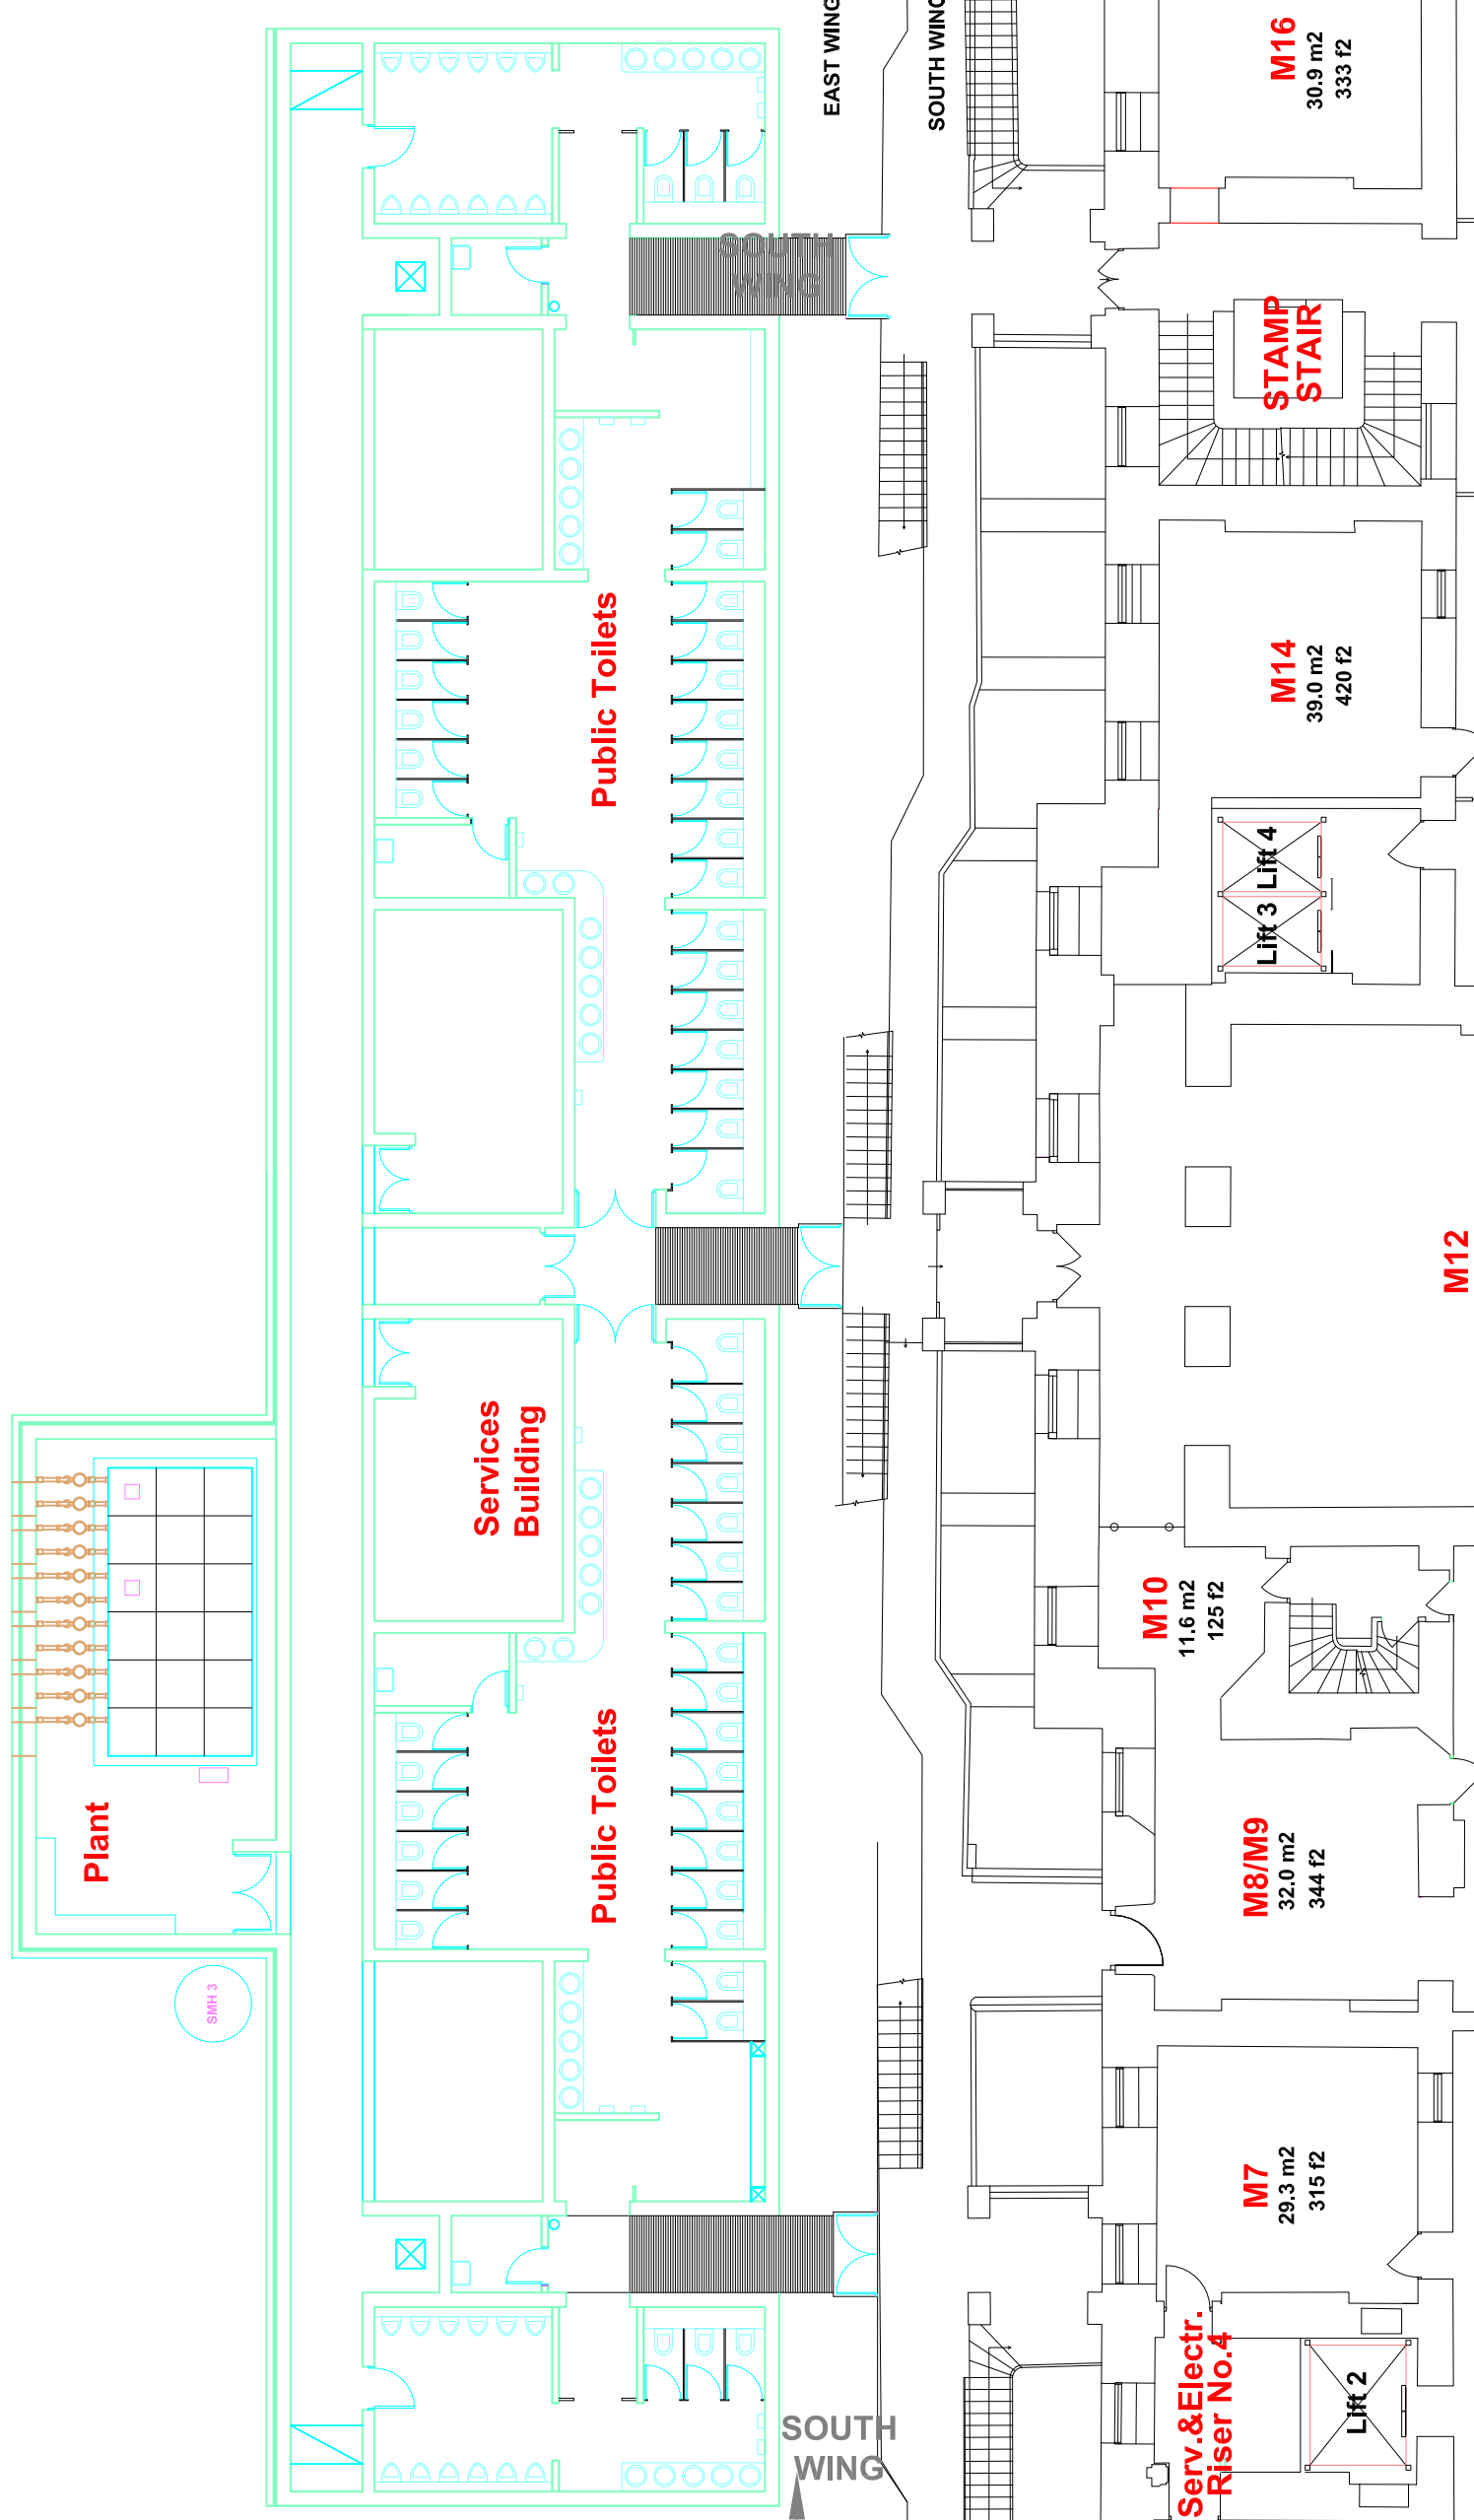 EAST WING
SOUTH WING
M16
30.9 m2
333 f2
SOUTH
WING
STAMP
STAIR
Public Toilets
M14
39.0 m2
420 f2
Lift 4
Lift 3
M12
Services
Building
M10
11.6 m2
125 f2
Plant
Public Toilets
M8/M9
32.0 m2
344 f2
SMH 3
M7
29.3 m2
315 f2
Serv.&Electr.
Riser No.4
Lift 2
SOUTH
WING